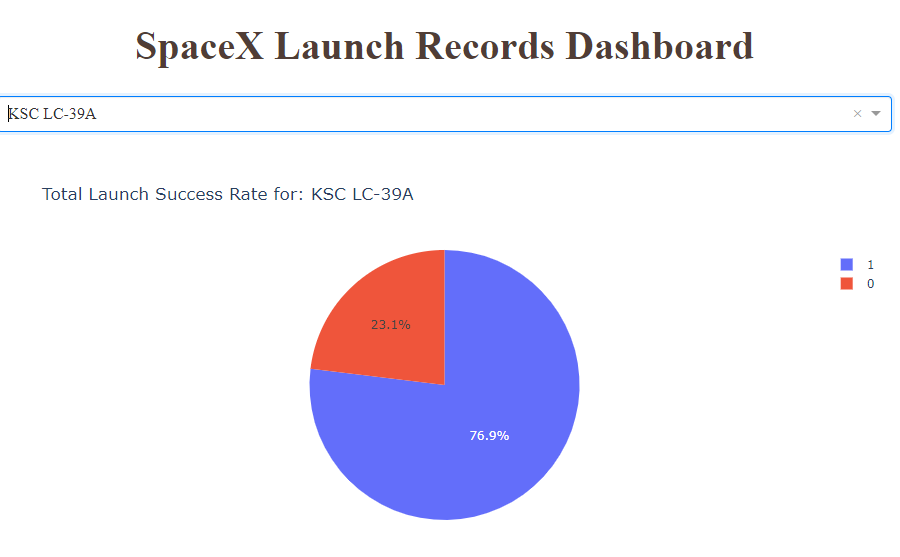 SpaceX Launch Records Dashboard
KSC LC-39A
Total Launch Success Rate for: KSC LC-39A
1
0
23.1%
76.9%